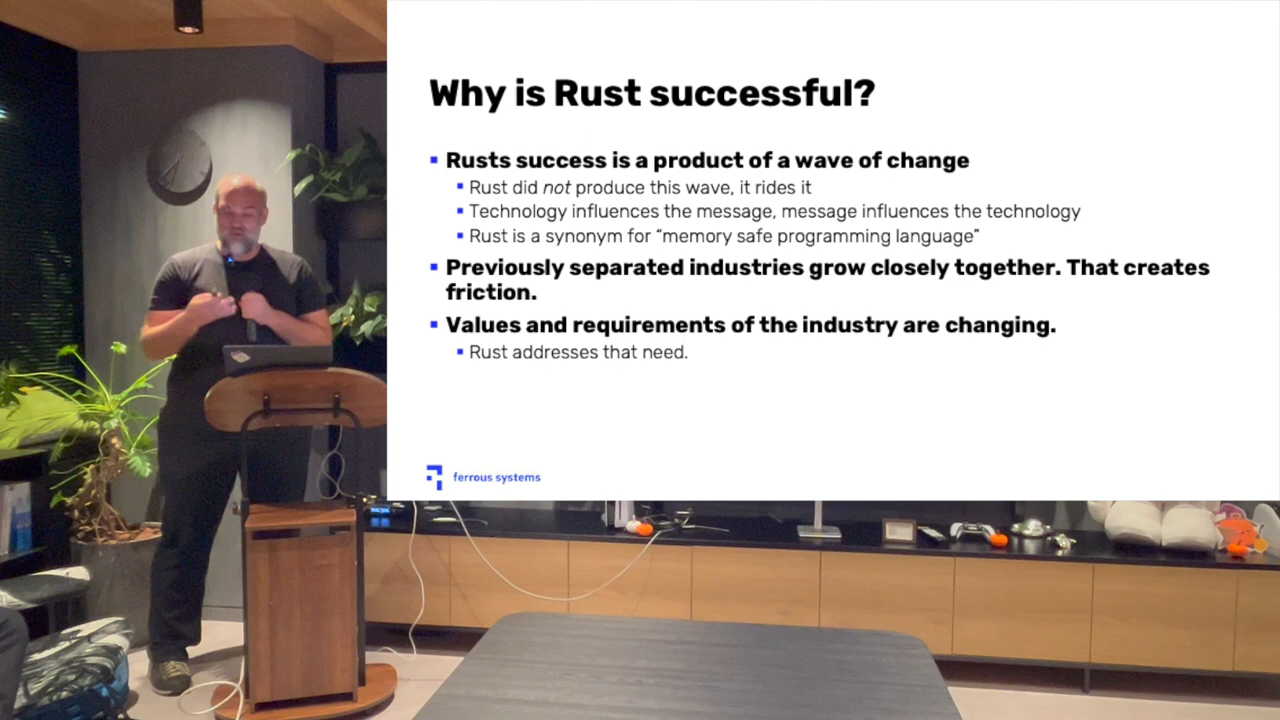 Why is Rust successful?
Rusts success is a product of a wave of change
Rust did not produce this wave, it rides it
Technology influences the message, message influences the technology
Rust is a synonym for “memory safe programming language”
Previously separated industries grow closely together. That creates
friction.
Values and requirements of the industry are changing.
Rust addresses that need.
ferrous systems